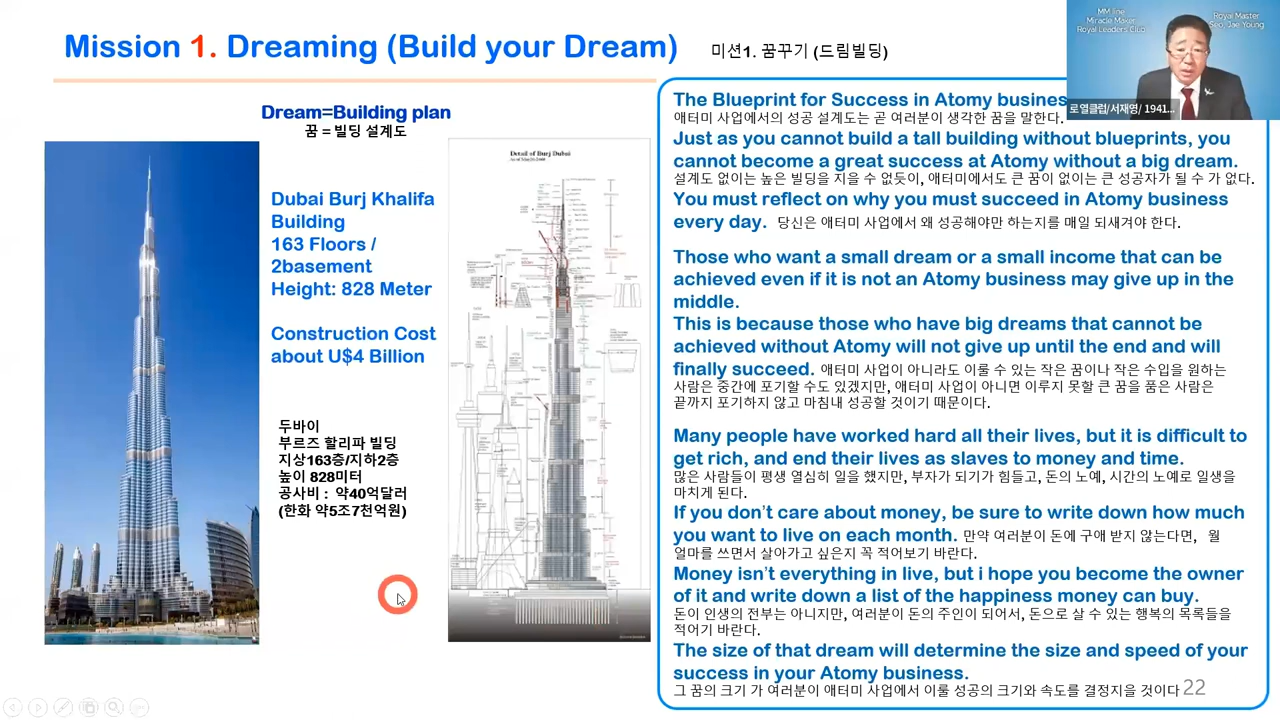 Mission 1. Dreaming (Build your Dream)
미션1. 꿈꾸기 (드림빌딩)
MM line
Miracle Maker
Royal Leaders Club
Royal Master
Seo, Jae Young
로열클럽/서재영/ 1941...
Dream=Building plan
꿈 = 빌딩 설계도
Dubai Burj Khalifa
Building
163 Floors /
2basement
Height: 828 Meter
Construction Cost
about U$4 Billion
두바이
부르즈 할리파 빌딩
지상163층/지하2층
높이 828미터
공사비 : 약40억달러
(한화 약5조7천억원)
Detail of Burj Dubai
The Blueprint for Success in Atomy busines
애터미 사업에서의 성공 설계도는 곧 여러분이 생각한 꿈을 말한다.
Just as you cannot build a tall building without blueprints, you
cannot become a great success at Atomy without a big dream.
설계도 없이는 높은 빌딩을 지을 수 없듯이, 애터미에서도 큰 꿈이 없이는 큰 성공자가 될 수 가 없다.
You must reflect on why you must succeed in Atomy business
every day. 당신은 애터미 사업에서 왜 성공해야만 하는지를 매일 되새겨야 한다.
Those who want a small dream or a small income that can be
achieved even if it is not an Atomy business may give up in the
middle.
This is because those who have big dreams that cannot be
achieved without Atomy will not give up until the end and will
finally succeed. 애터미 사업이 아니라도 이룰 수 있는 작은 꿈이나 작은 수입을 원하는
사람은 중간에 포기할 수도 있겠지만, 애터미 사업이 아니면 이루지 못할 큰 꿈을 품은 사람은
끝까지 포기하지 않고 마침내 성공할 것이기 때문이다.
Many people have worked hard all their lives, but it is difficult to
get rich, and end their lives as slaves to money and time.
많은 사람들이 평생 열심히 일을 했지만, 부자가 되기가 힘들고, 돈의 노예, 시간의 노예로 일생을
마치게 된다.
If you don't care about money, be sure to write down how much
you want to live on each month. 만약 여러분이 돈에 구애 받지 않는다면, 월
얼마를 쓰면서 살아가고 싶은지 꼭 적어보기 바란다.
Money isn't everything in live, but i hope you become the owner
of it and write down a list of the happiness money can buy.
돈이 인생의 전부는 아니지만, 여러분이 돈의 주인이 되어서, 돈으로 살 수 있는 행복의 목록들을
적어기 바란다.
The size of that dream will determine the size and speed of your
success in your Atomy business.
그 꿈의 크기 가 여러분이 애터미 사업에서 이룰 성공의 크기와 속도를 결정지을 것이다
22